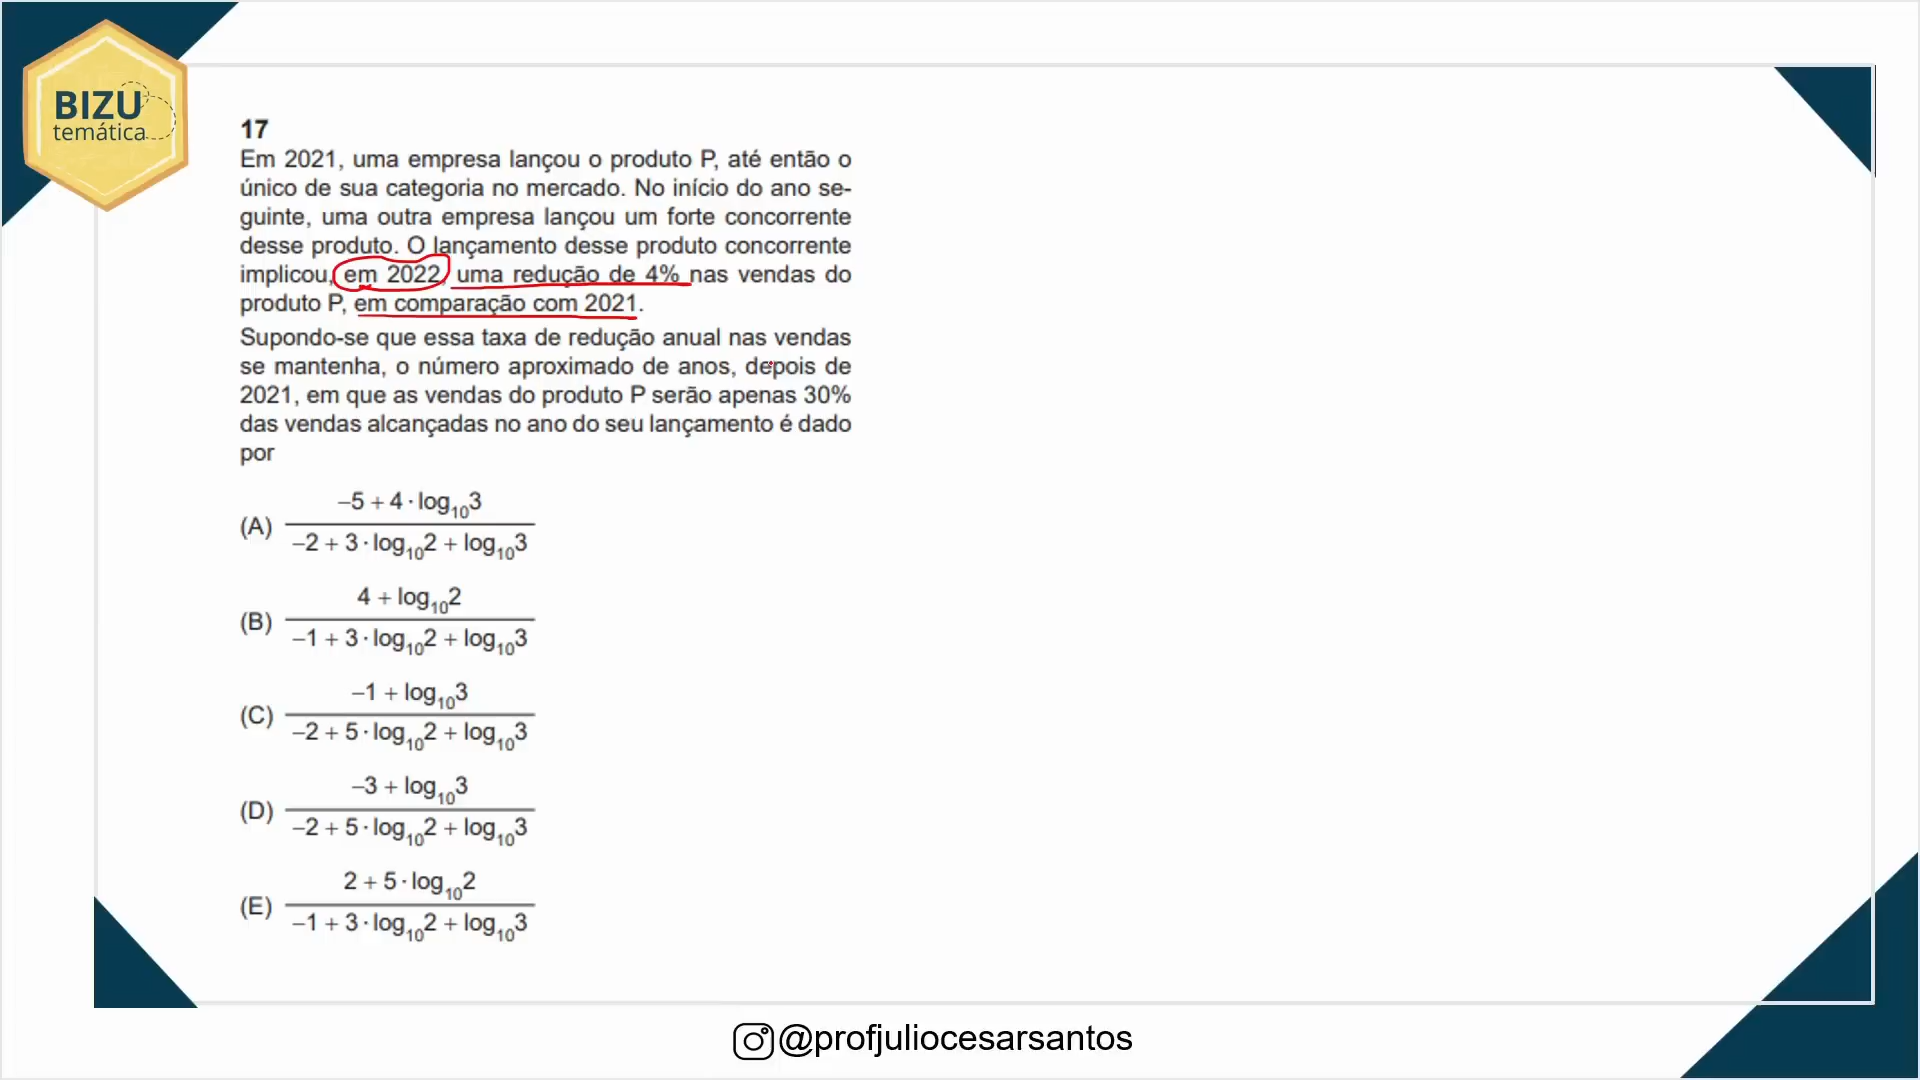 BIZU
temática
17
Em 2021, uma empresa lançou o produto P, até então o
único de sua categoria no mercado. No início do ano se-
guinte, uma outra empresa lançou um forte concorrente
desse produto. O lançamento desse produto concorrente
implicou, em 2022, uma redução de 4% nas vendas do
produto P, em comparação com 2021.
Supondo-se que essa taxa de redução anual nas vendas
se mantenha, o número aproximado de anos, depois de
2021, em que as vendas do produto P serão apenas 30%
das vendas alcançadas no ano do seu lançamento é dado
por
(A) −5 + 4 · log₁₀3
−2 + 3 · log₁₀2 + log₁₀3
(B) 4 + log₁₀2
−1 + 3 · log₁₀2 + log₁₀3
(C) −1 + log₁₀3
−2 + 5 · log₁₀2 + log₁₀3
(D) −3 + log₁₀3
−2 + 5 · log₁₀2 + log₁₀3
(E) 2 + 5 · log₁₀2
−1 + 3 · log₁₀2 + log₁₀3
@profjuliocesarsantos